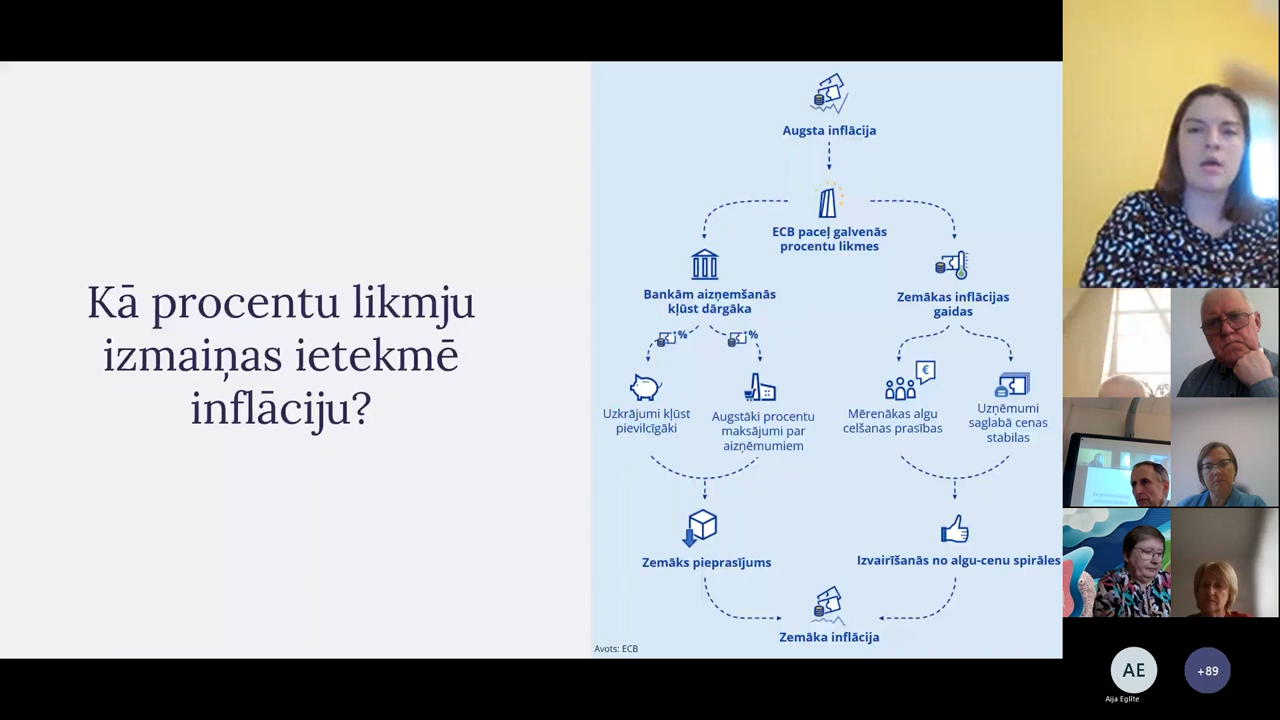 Kā procentu likmju
izmaiņas ietekmē
inflāciju?
Augsta inflācija
ECB paceļ galvenās
procentu likmes
Bankām aizņemšanās
kļūst dārgāka
Zemākas inflācijas
gaidas
%
%
€
Uzkrājumi kļūst
pievilcīgāki
Augstāki procentu
maksājumi par
aizņēmumiem
Mērenākas algu
celšanas prasības
Uzņēmumi
saglabā cenas
stabilas
Zemāks pieprasījums
Izvairīšanās no algu-cenu spirāles
Zemāka inflācija
Avots: ECB
AE
+89
Aija Eglīte